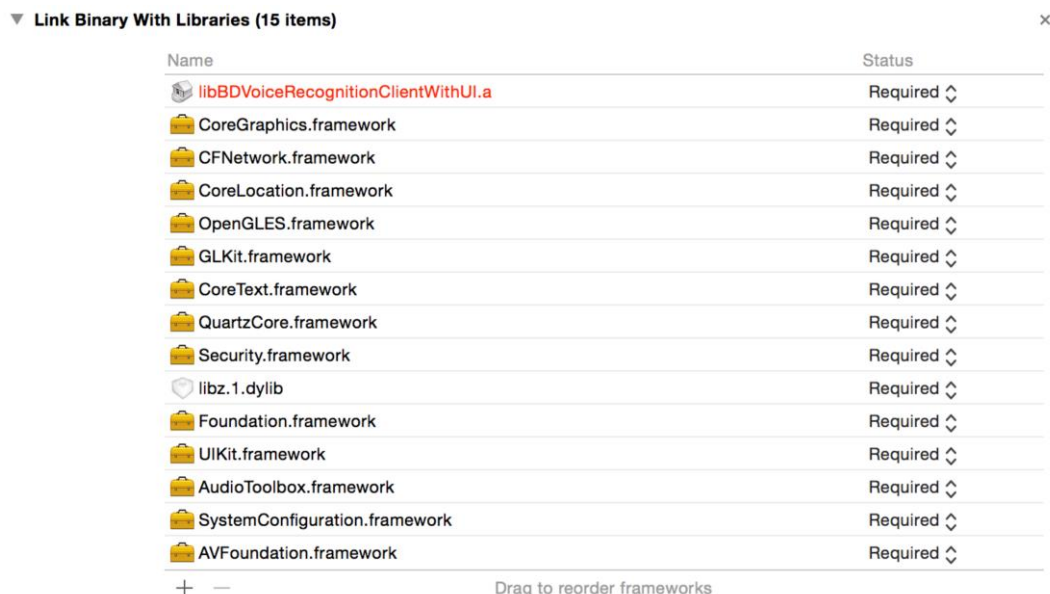 Link Binary With Libraries (15 items)
Name Status
libBDVoiceRecognitionClientWithUI.a Required
CoreGraphics.framework Required
CFNetwork.framework Required
CoreLocation.framework Required
OpenGLES.framework Required
GLKit.framework Required
CoreText.framework Required
QuartzCore.framework Required
Security.framework Required
libz.1.dylib Required
Foundation.framework Required
UIKit.framework Required
AudioToolbox.framework Required
SystemConfiguration.framework Required
AVFoundation.framework Required
Drag to reorder frameworks